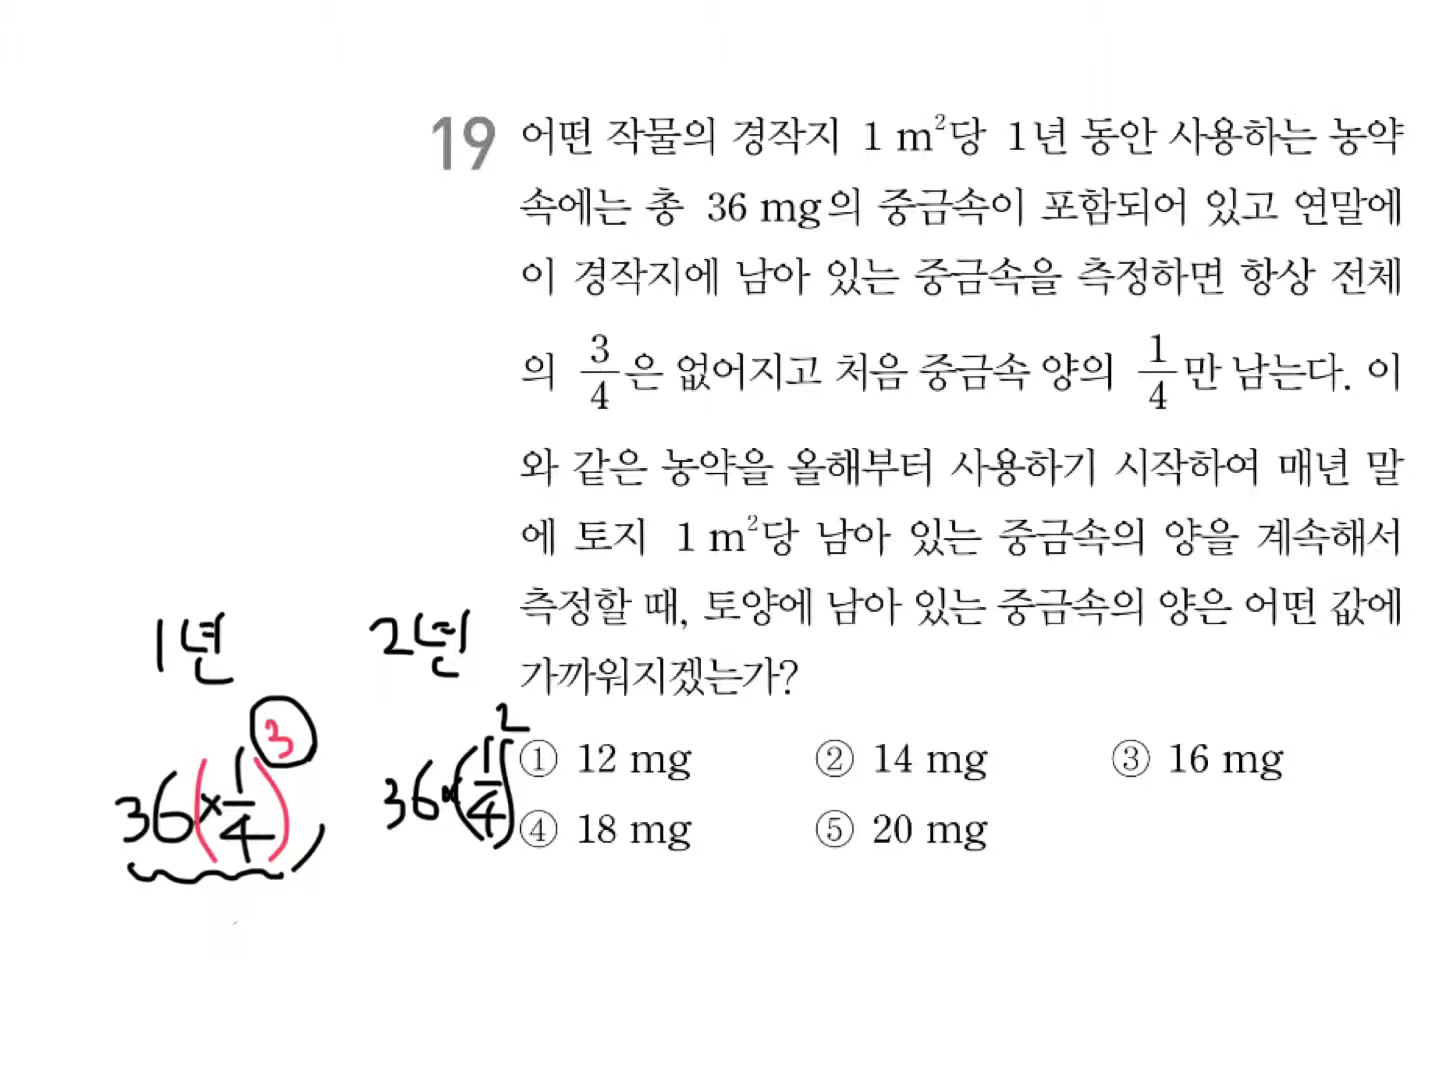 19 어떤 작물의 경작지 1 m²당 1년 동안 사용하는 농약
속에는 총 36 mg의 중금속이 포함되어 있고 연말에
이 경작지에 남아 있는 중금속을 측정하면 항상 전체
의 3/4은 없어지고 처음 중금속 양의 1/4만 남는다. 이
와 같은 농약을 올해부터 사용하기 시작하여 매년 말
에 토지 1 m²당 남아 있는 중금속의 양을 계속해서
측정할 때, 토양에 남아 있는 중금속의 양은 어떤 값에
가까워지겠는가?
① 12 mg ② 14 mg ③ 16 mg
④ 18 mg ⑤ 20 mg
1년 2년
36(×1/4)³, 36×(1/4)²